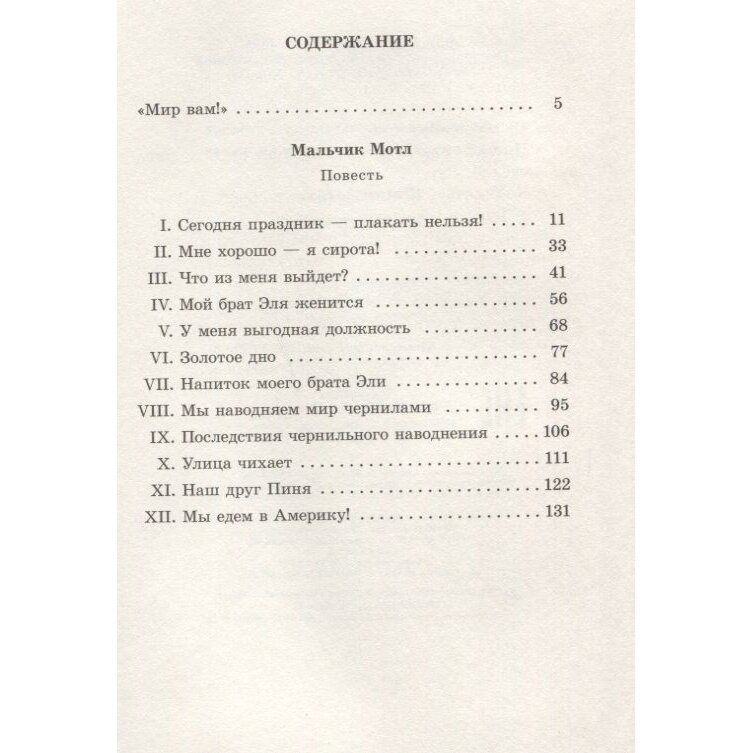 СОДЕРЖАНИЕ
«Мир вам!» . . . . . . . . . . . . . . . . . . . . . . . . . . . . . . 5
Мальчик Мотл
Повесть
I. Сегодня праздник — плакать нельзя! . . . . . 11
II. Мне хорошо — я сирота! . . . . . . . . . . . . . . . 33
III. Что из меня выйдет? . . . . . . . . . . . . . . . . . . . 41
IV. Мой брат Эля женится . . . . . . . . . . . . . . . . . 56
V. У меня выгодная должность . . . . . . . . . . . . 68
VI. Золотое дно . . . . . . . . . . . . . . . . . . . . . . . . . . 77
VII. Напиток моего брата Эли . . . . . . . . . . . . . . . 84
VIII. Мы наводняем мир чернилами . . . . . . . . . . 95
IX. Последствия чернильного наводнения . . . . . 106
X. Улица чихает . . . . . . . . . . . . . . . . . . . . . . . . . 111
XI. Наш друг Пиня . . . . . . . . . . . . . . . . . . . . . . . 122
XII. Мы едем в Америку! . . . . . . . . . . . . . . . . . . . 131